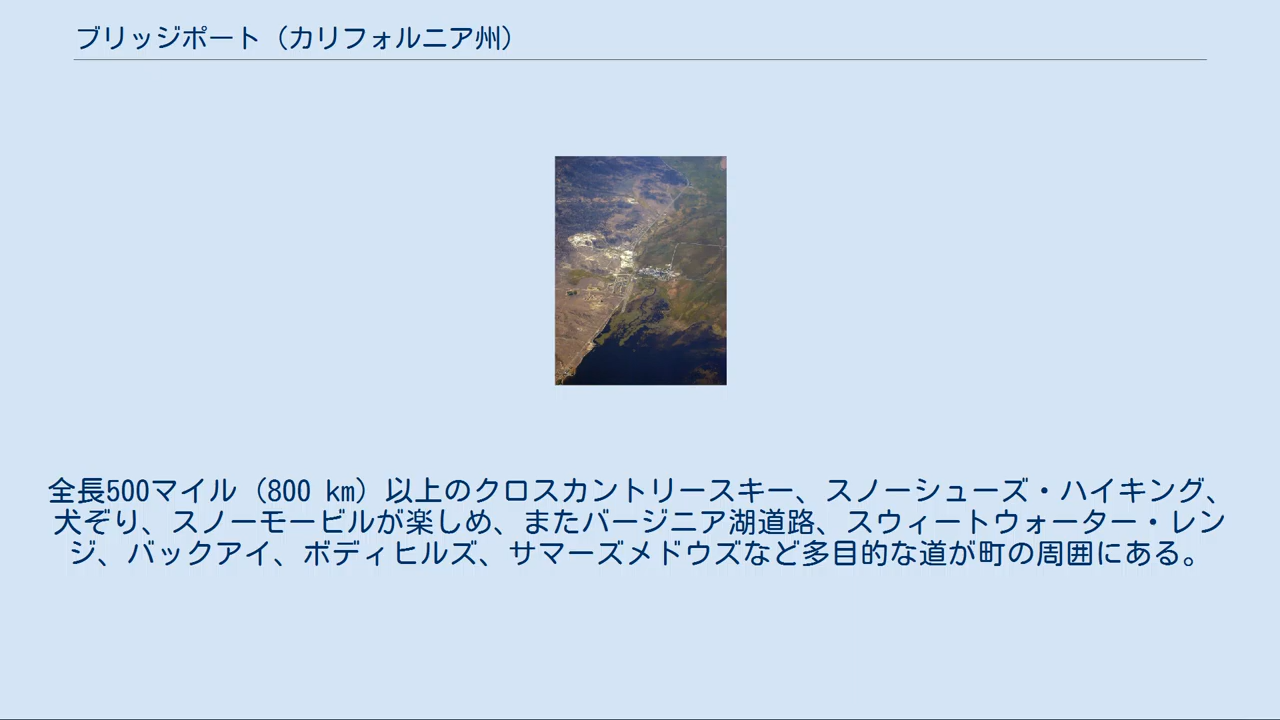 ブリッジポート（カリフォルニア州）
全長500マイル（800 km）以上のクロスカントリースキー、スノーシューズ・ハイキング、
犬ぞり、スノーモービルが楽しめ、またバージニア湖道路、スウィートウォーター・レン
ジ、バックアイ、ボディヒルズ、サマーズメドウズなど多目的な道が町の周囲にある。